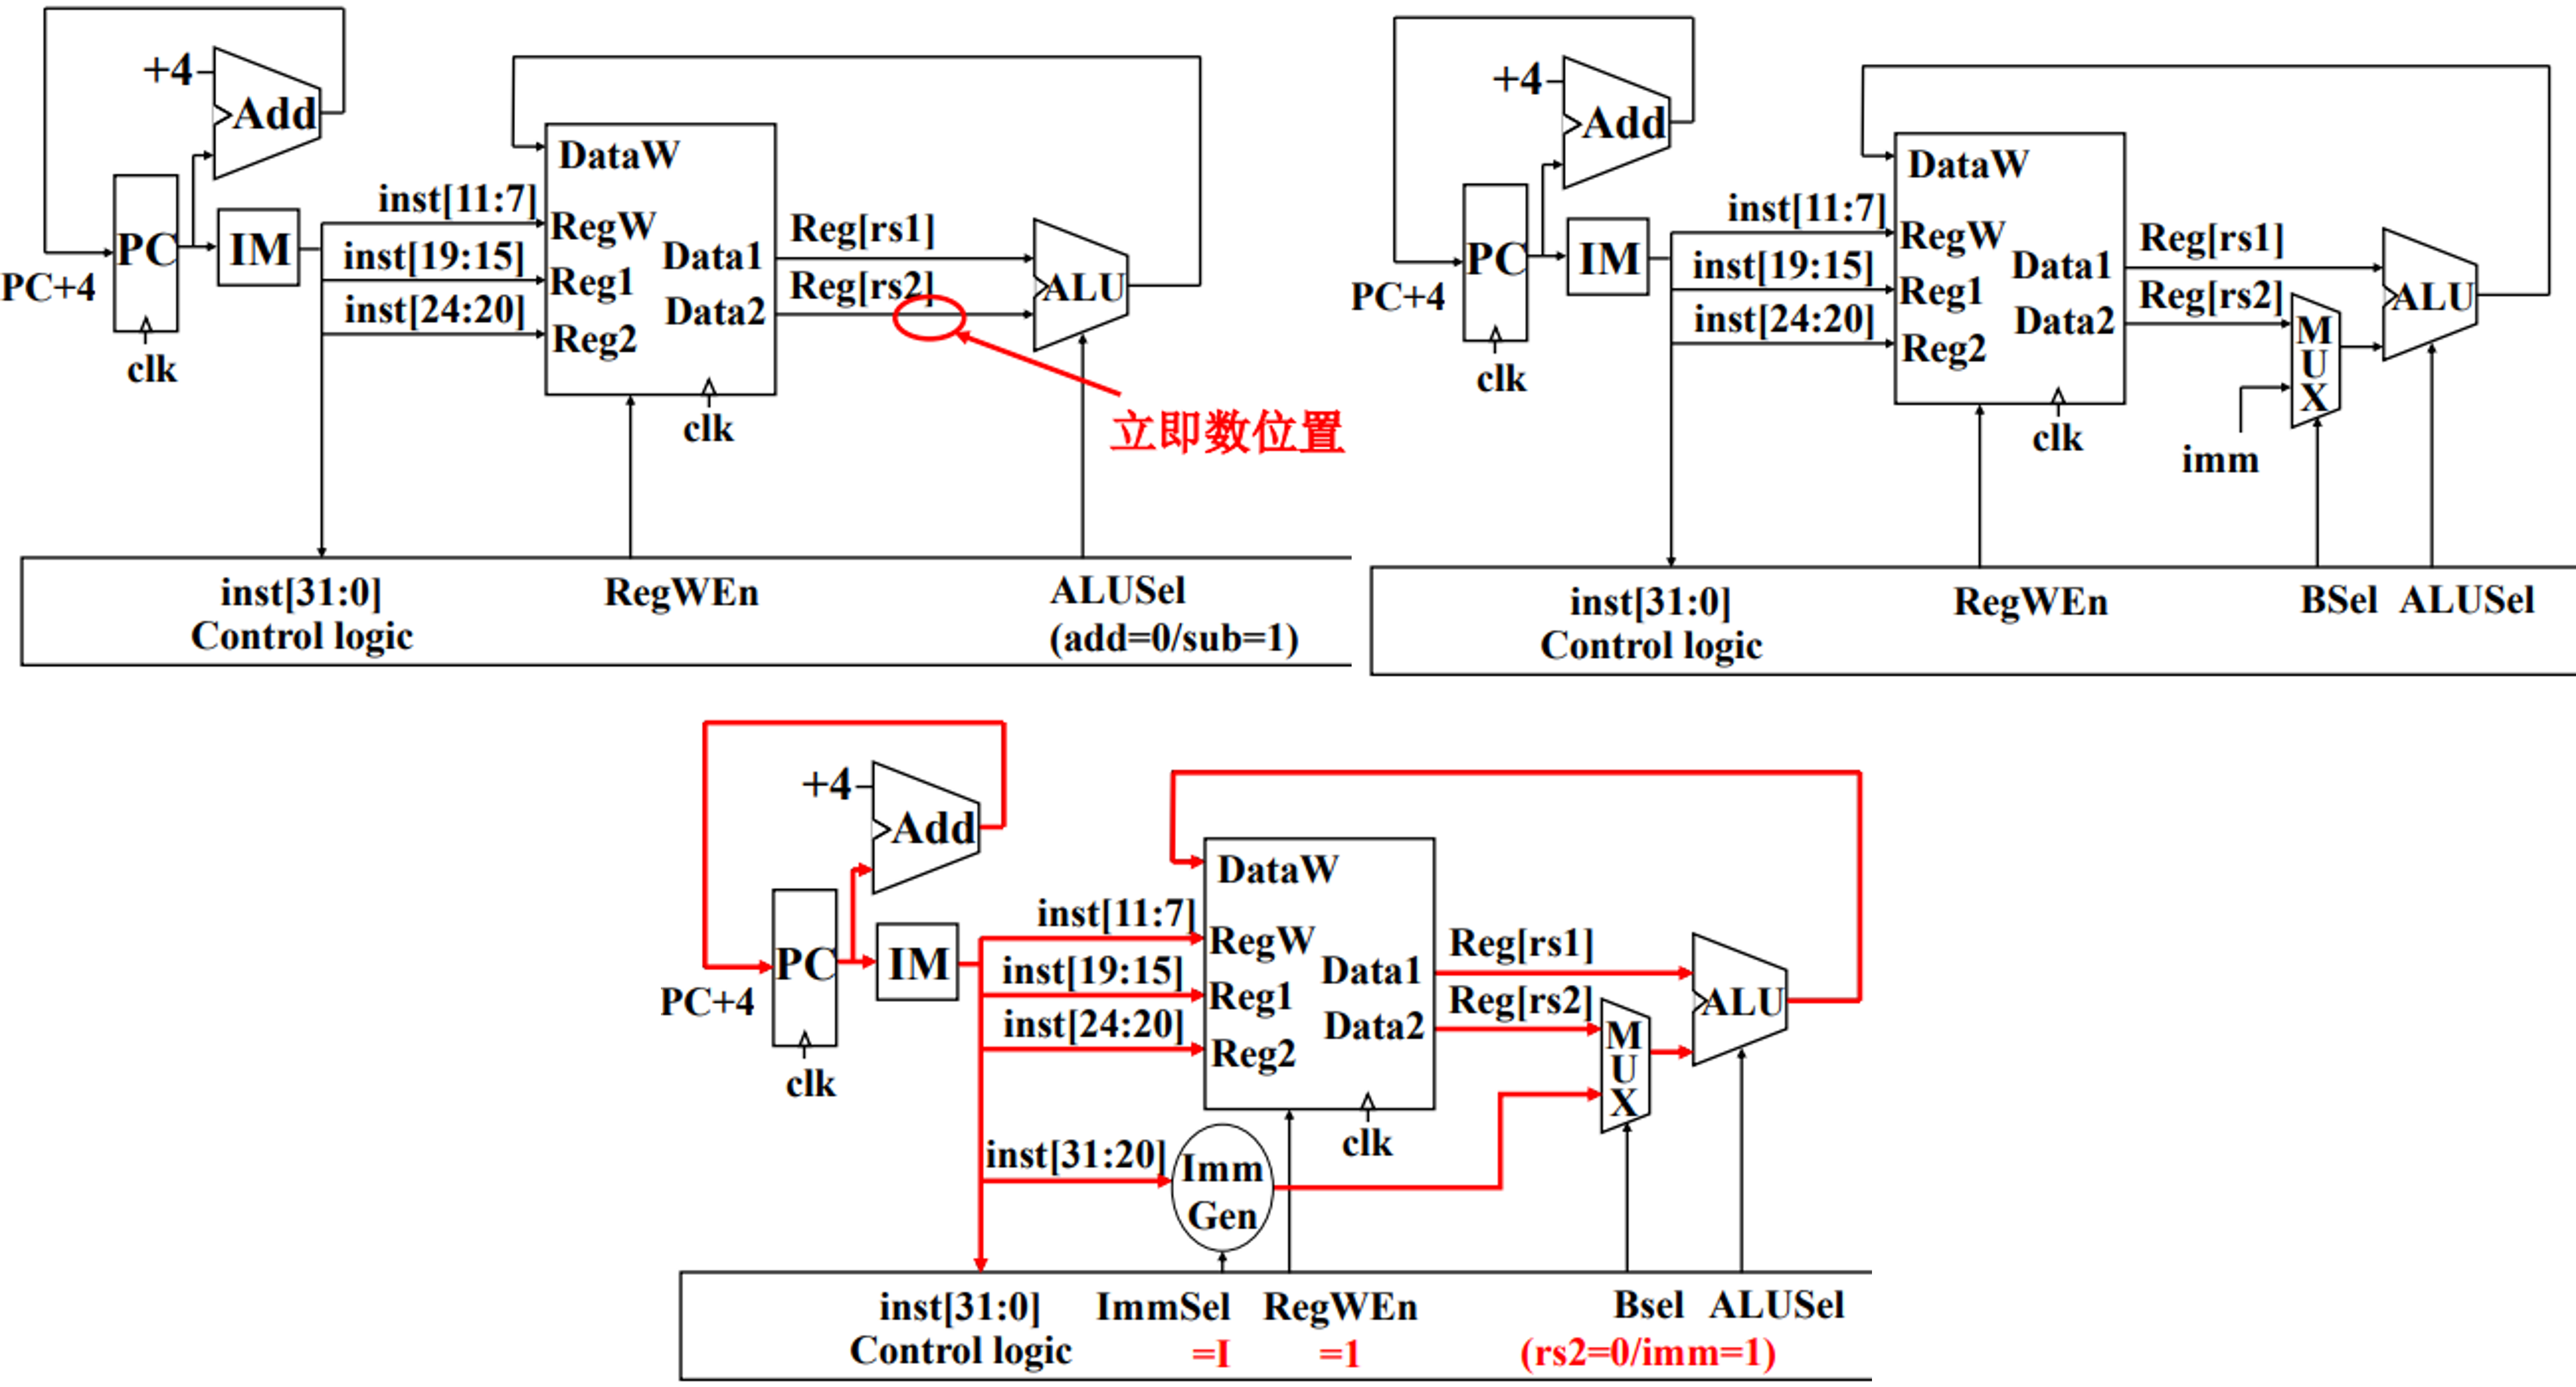 +4
Add
DataW
inst[11:7]
RegW
Reg[rs1]
PC
IM
inst[19:15]
Data1
PC+4
Reg1
Reg[rs2]
ALU
inst[24:20]
Data2
Reg2
clk
clk
立即数位置
inst[31:0]
RegWEn
ALUSel
Control logic
(add=0/sub=1)
+4
Add
DataW
inst[11:7]
RegW
Reg[rs1]
PC
IM
inst[19:15]
Data1
PC+4
Reg1
Reg[rs2]
ALU
inst[24:20]
Data2
MUX
Reg2
clk
clk
imm
inst[31:0]
RegWEn
BSel
ALUSel
Control logic
+4
Add
DataW
inst[11:7]
RegW
Reg[rs1]
PC
IM
inst[19:15]
Data1
PC+4
Reg1
Reg[rs2]
ALU
inst[24:20]
Data2
MUX
Reg2
clk
clk
inst[31:20]
Imm
Gen
inst[31:0]
ImmSel
RegWEn
Bsel
ALUSel
Control logic
=I
=1
(rs2=0/imm=1)